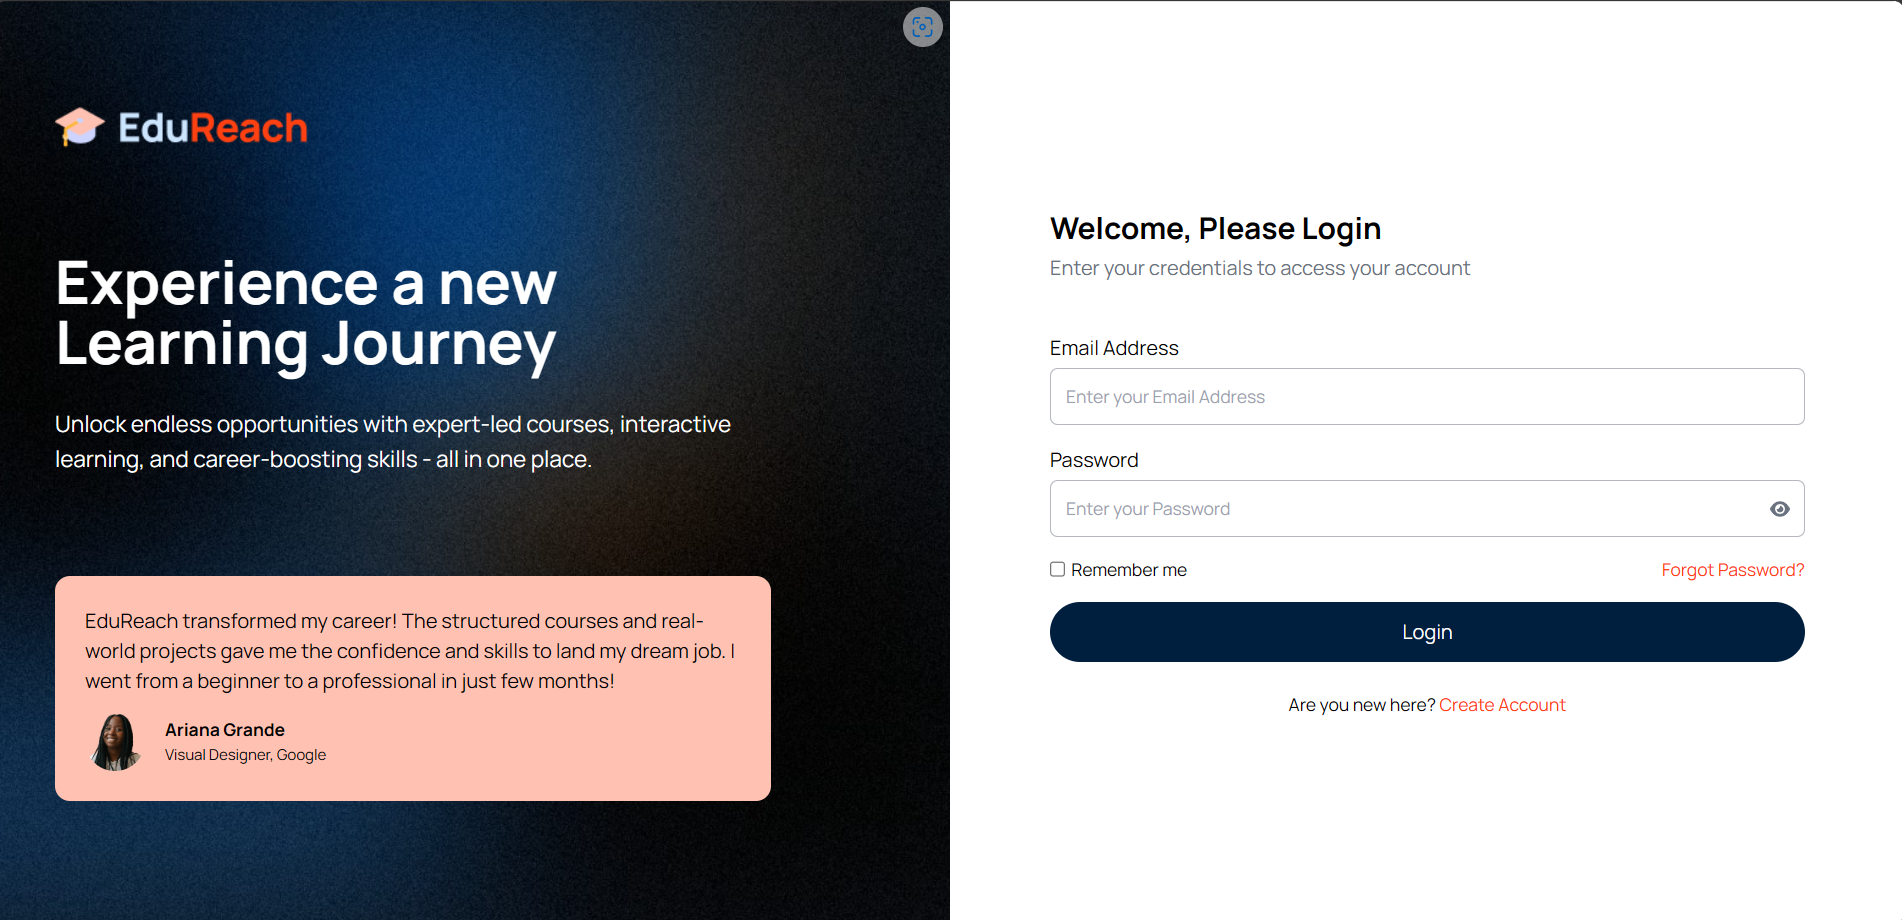 EduReach
Experience a new
Learning Journey
Unlock endless opportunities with expert-led courses, interactive
learning, and career-boosting skills - all in one place.
EduReach transformed my career! The structured courses and real-
world projects gave me the confidence and skills to land my dream job. I
went from a beginner to a professional in just few months!
Ariana Grande
Visual Designer, Google
Welcome, Please Login
Enter your credentials to access your account
Email Address
Enter your Email Address
Password
Enter your Password
Remember me
Forgot Password?
Login
Are you new here? Create Account